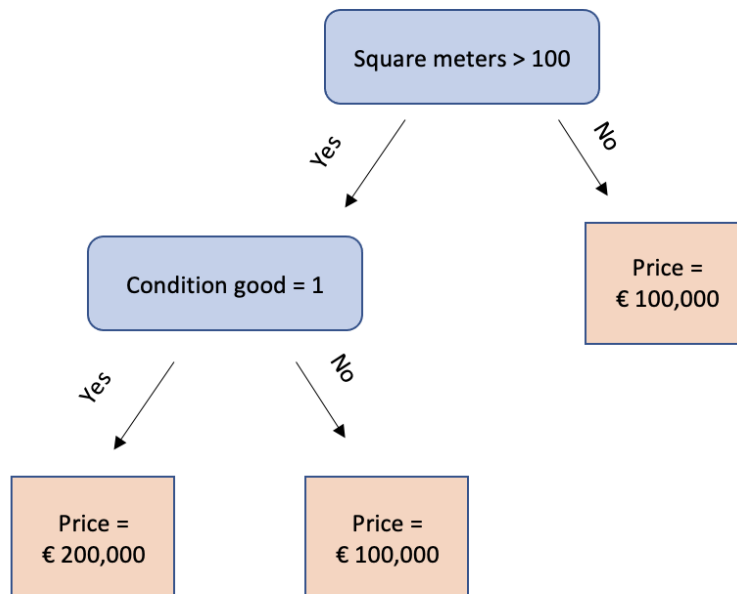 Square meters > 100
Yes
No
Condition good = 1
Price =
€ 100,000
Yes
No
Price =
€ 200,000
Price =
€ 100,000